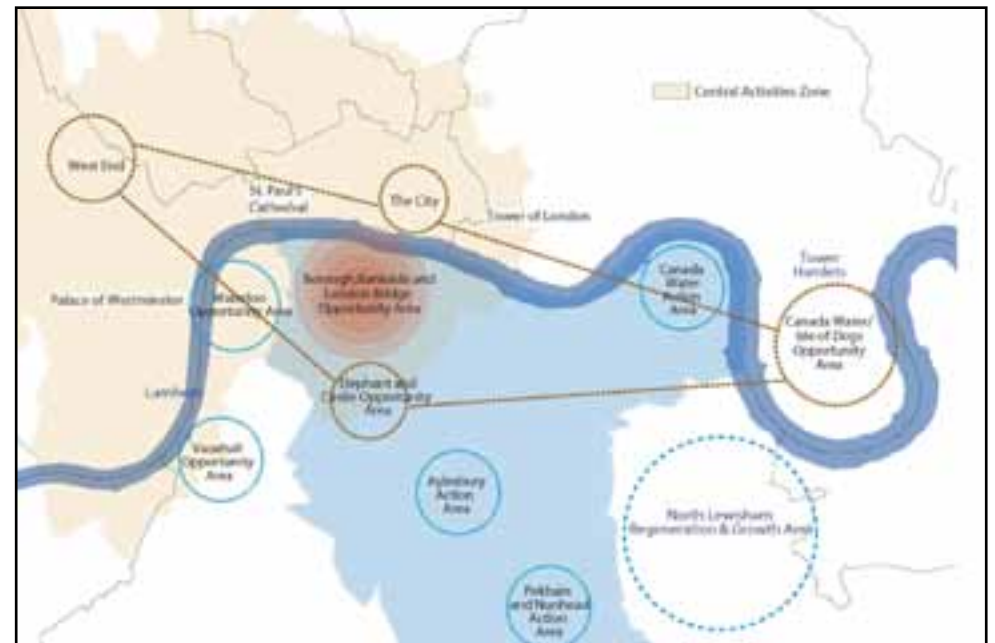 Central Activities Zone
West End
St. Paul's
Cathedral
The City
Tower of London
Tower
Hamlets
Borough, Bankside and
London Bridge
Opportunity Area
Canada
Water
Action
Area
Palace of Westminster
Waterloo
Opportunity Area
Canada Water/
Isle of Dogs
Opportunity
Area
Elephant and
Castle Opportunity
Area
Lambeth
Vauxhall
Opportunity
Area
Aylesbury
Action
Area
North Lewisham
Regeneration & Growth Area
Pekham
and Nunhead
Action
Area